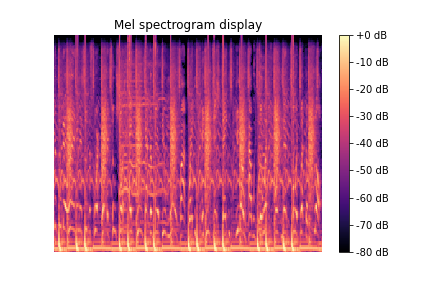 Mel spectrogram display
+0 dB
-10 dB
-20 dB
-30 dB
-40 dB
-50 dB
-60 dB
-70 dB
-80 dB